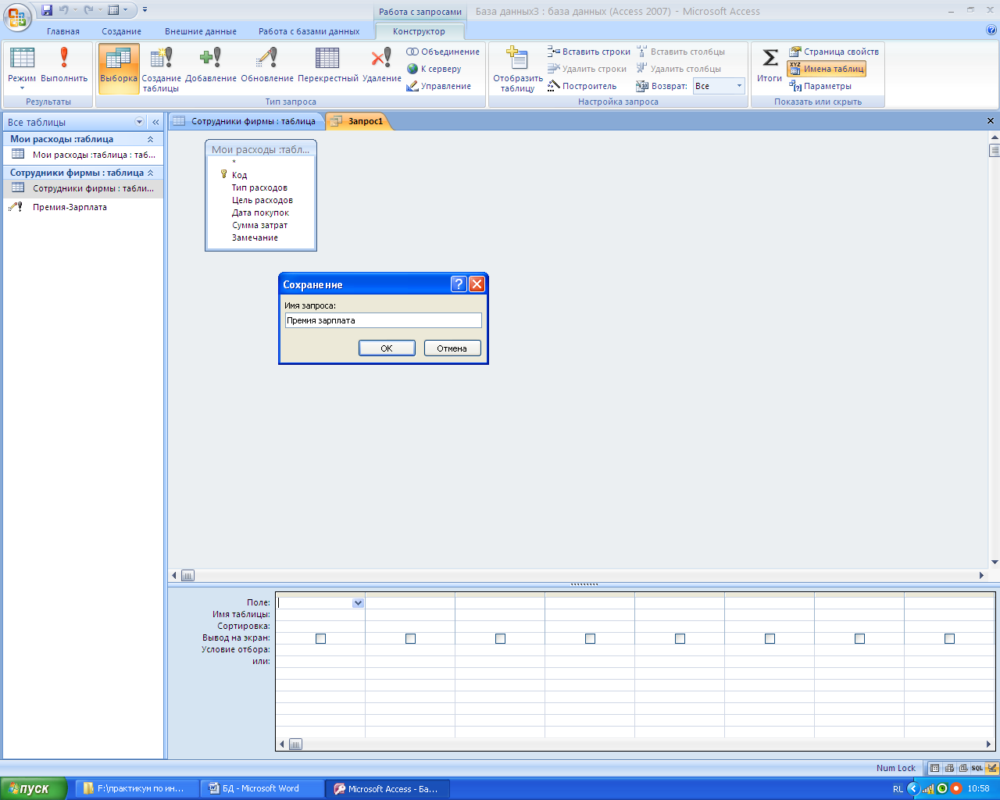 Работа с запросами
База данных3 : база данных (Access 2007) - Microsoft Access
Главная
Создание
Внешние данные
Работа с базами данных
Конструктор
Режим
Выполнить
Результаты
Выборка
Создание таблицы
Добавление
Обновление
Перекрестный
Удаление
Объединение
К серверу
Управление
Тип запроса
Отобразить таблицу
Вставить строки
Удалить строки
Построитель
Вставить столбцы
Удалить столбцы
Возврат:
Все
Настройка запроса
Итоги
Страница свойств
Имена таблиц
Параметры
Показать или скрыть
Все таблицы
Мои расходы :таблица
Мои расходы :таблица : таб...
Сотрудники фирмы : таблица
Сотрудники фирмы : табли...
Премия-Зарплата
Сотрудники фирмы : таблица
Запрос1
Мои расходы :табл...
*
Код
Тип расходов
Цель расходов
Дата покупок
Сумма затрат
Замечание
Сохранение
Имя запроса:
Премия зарплата
ОК
Отмена
Поле:
Имя таблицы:
Сортировка:
Вывод на экран:
Условие отбора:
или:
Num Lock
SQL
пуск
F:\практикум по ин...
БД - Microsoft Word
Microsoft Access - Ба...
RL
10:58